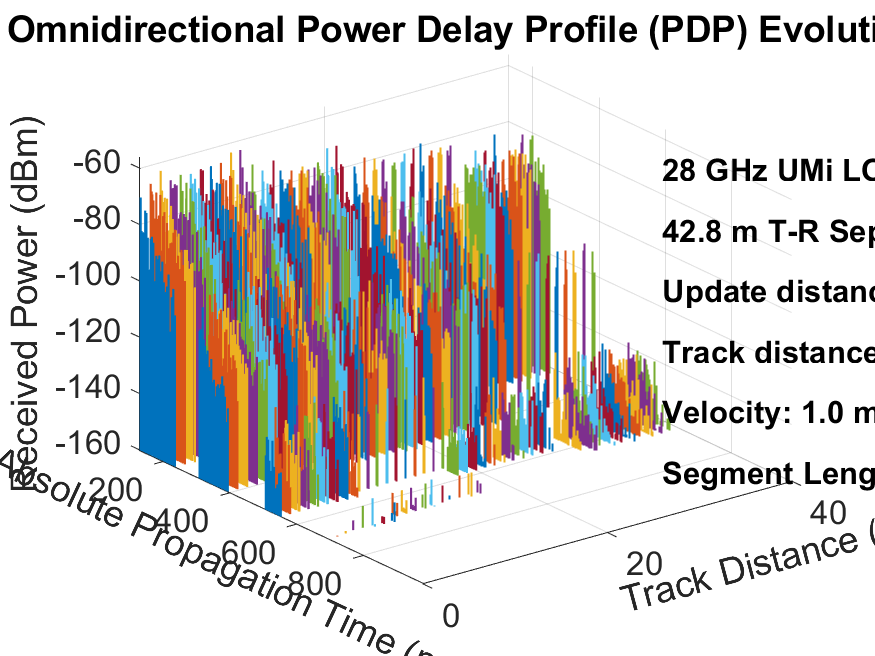 Omnidirectional Power Delay Profile (PDP) Evoluti
28 GHz UMi LO
42.8 m T-R Sep
Update distanc
Track distance
Velocity: 1.0 m
Segment Leng
Received Power (dBm)
-60
-80
-100
-120
-140
-160
200
400
600
800
Absolute Propagation Time (n
0
20
40
Track Distance (